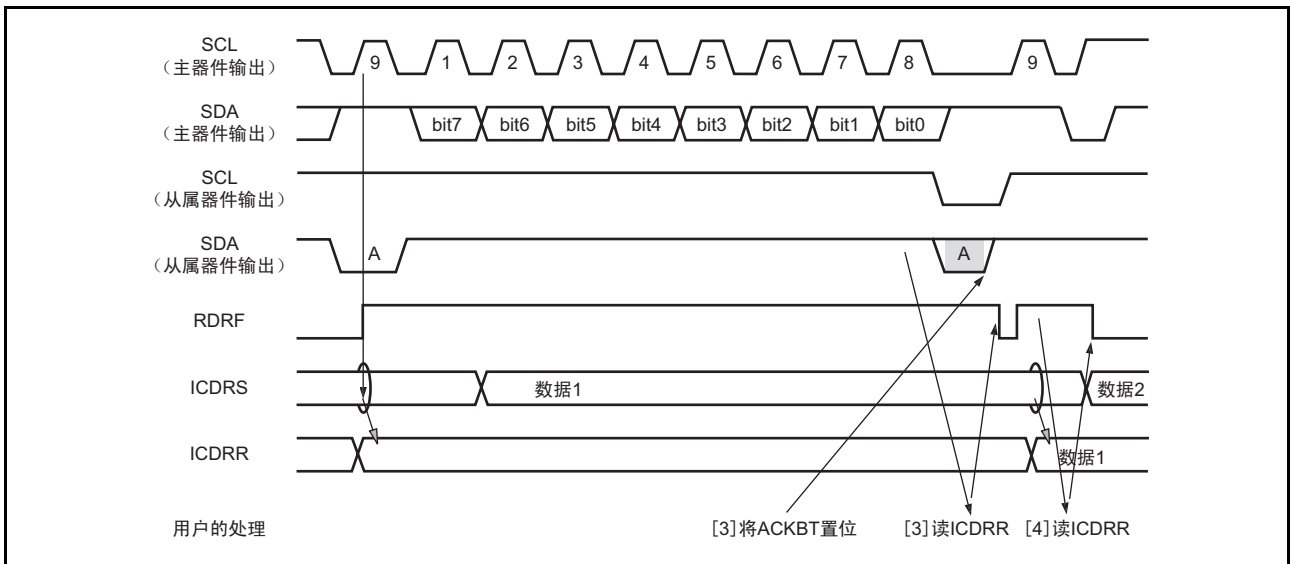 SCL
（主器件输出）
9 1 2 3 4 5 6 7 8 9
SDA
（主器件输出）
bit7 bit6 bit5 bit4 bit3 bit2 bit1 bit0
SCL
（从属器件输出）
SDA
（从属器件输出）
A A
RDRF
ICDRS
数据1 数据2
ICDRR
数据1
用户的处理
[3]将ACKBT置位 [3]读ICDRR [4]读ICDRR